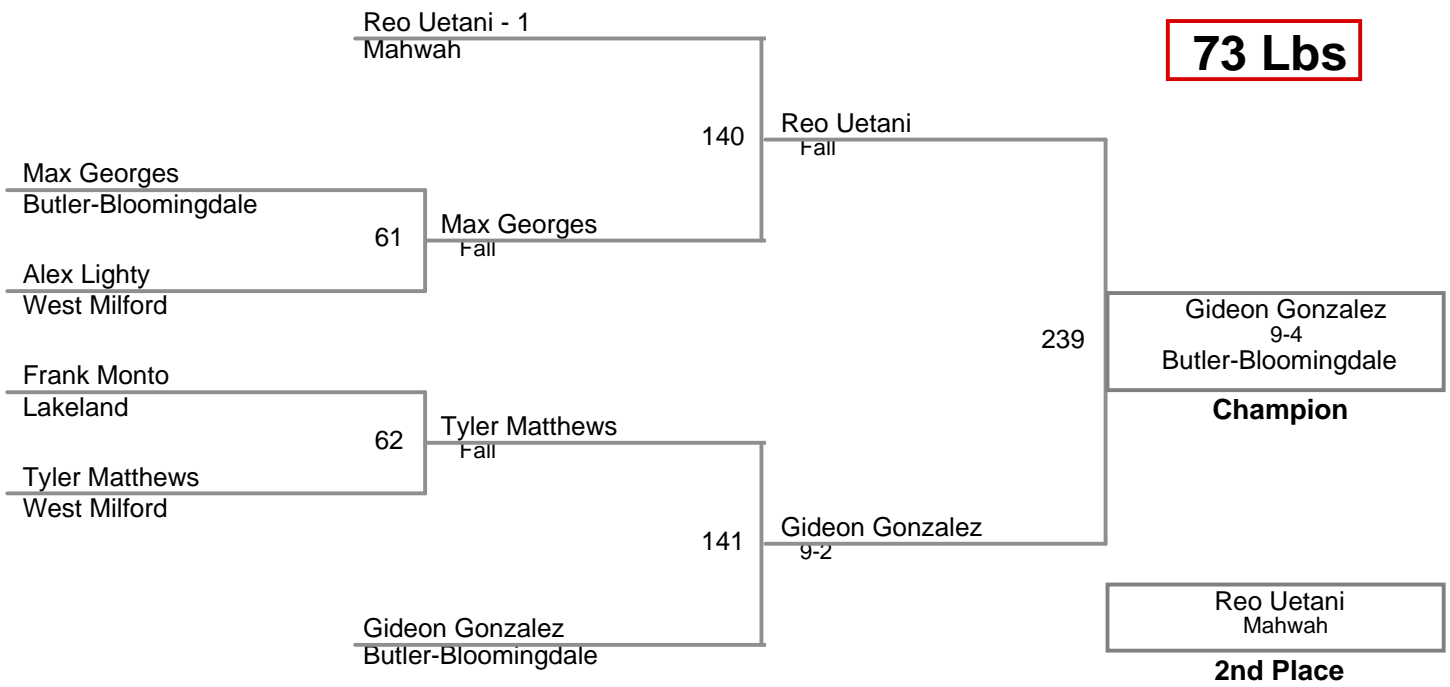 Reo Uetani - 1
Mahwah
73 Lbs
140
Reo Uetani
Fall
Max Georges
Butler-Bloomingdale
61
Max Georges
Fall
Alex Lighty
West Milford
239
Gideon Gonzalez
9-4
Butler-Bloomingdale
Champion
Frank Monto
Lakeland
62
Tyler Matthews
Fall
Tyler Matthews
West Milford
141
Gideon Gonzalez
9-2
Gideon Gonzalez
Butler-Bloomingdale
Reo Uetani
Mahwah
2nd Place